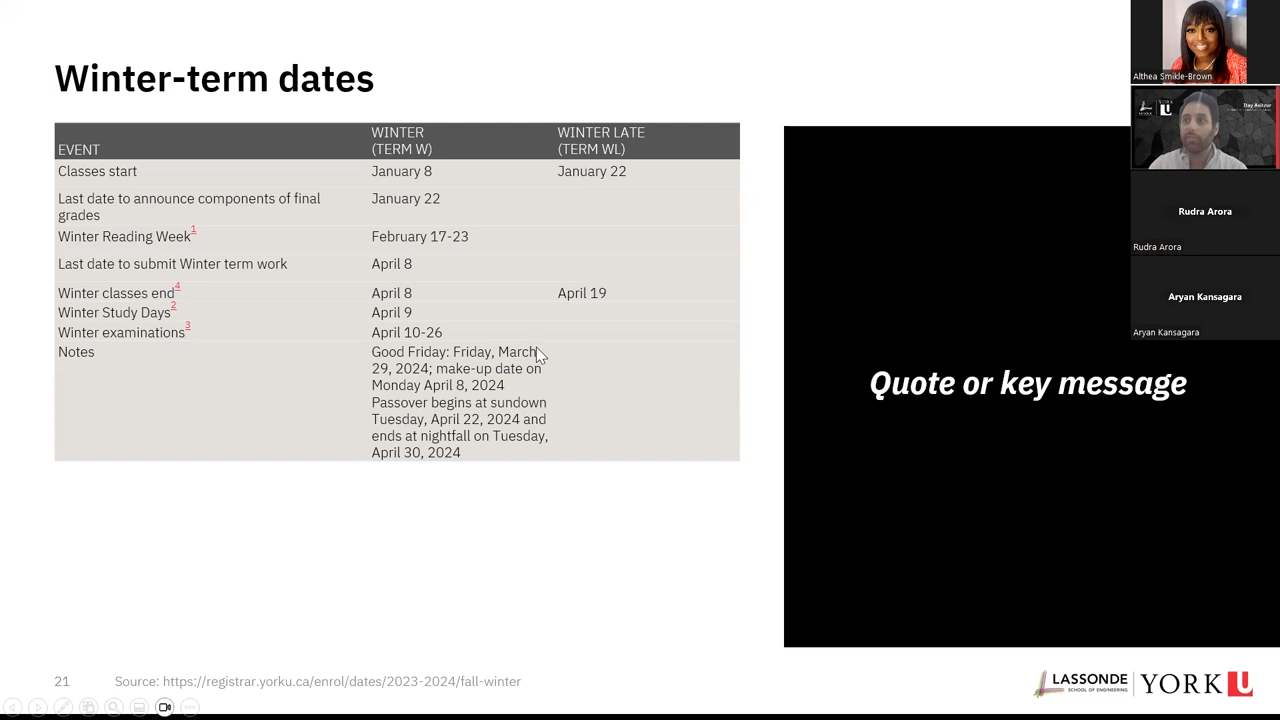 Winter-term dates
EVENT
WINTER
(TERM W)
WINTER LATE
(TERM WL)
Classes start
January 8
January 22
Last date to announce components of final
grades
January 22
Winter Reading Week1
February 17-23
Last date to submit Winter term work
April 8
Winter classes end4
April 8
April 19
Winter Study Days2
April 9
Winter examinations3
April 10-26
Notes
Good Friday: Friday, March
29, 2024; make-up date on
Monday April 8, 2024
Passover begins at sundown
Tuesday, April 22, 2024 and
ends at nightfall on Tuesday,
April 30, 2024
Quote or key message
Althea Smikle-Brown
Rudra Arora
Rudra Arora
Aryan Kansagara
Aryan Kansagara
21
Source: https://registrar.yorku.ca/enrol/dates/2023-2024/fall-winter
LASSONDE
SCHOOL OF ENGINEERING
YORK U